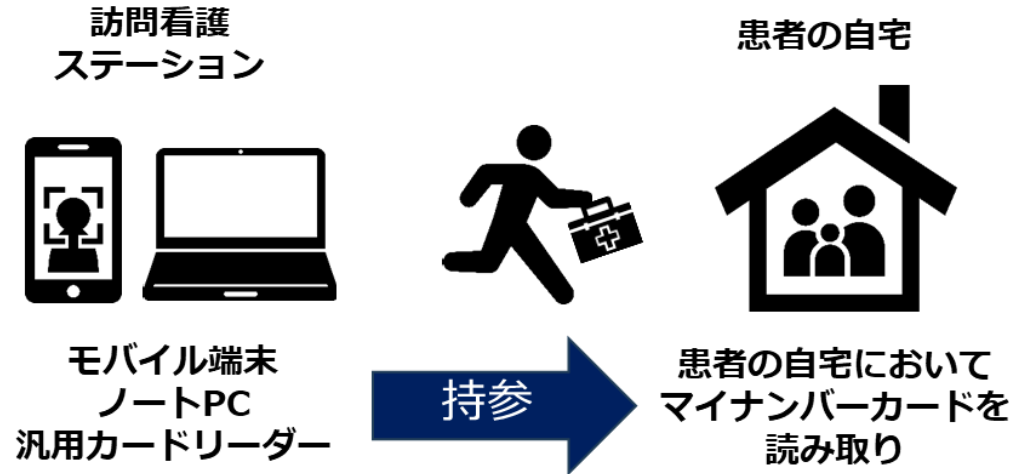 訪問看護
ステーション
患者の自宅
モバイル端末
ノートPC
汎用カードリーダー
持参
患者の自宅において
マイナンバーカードを
読み取り